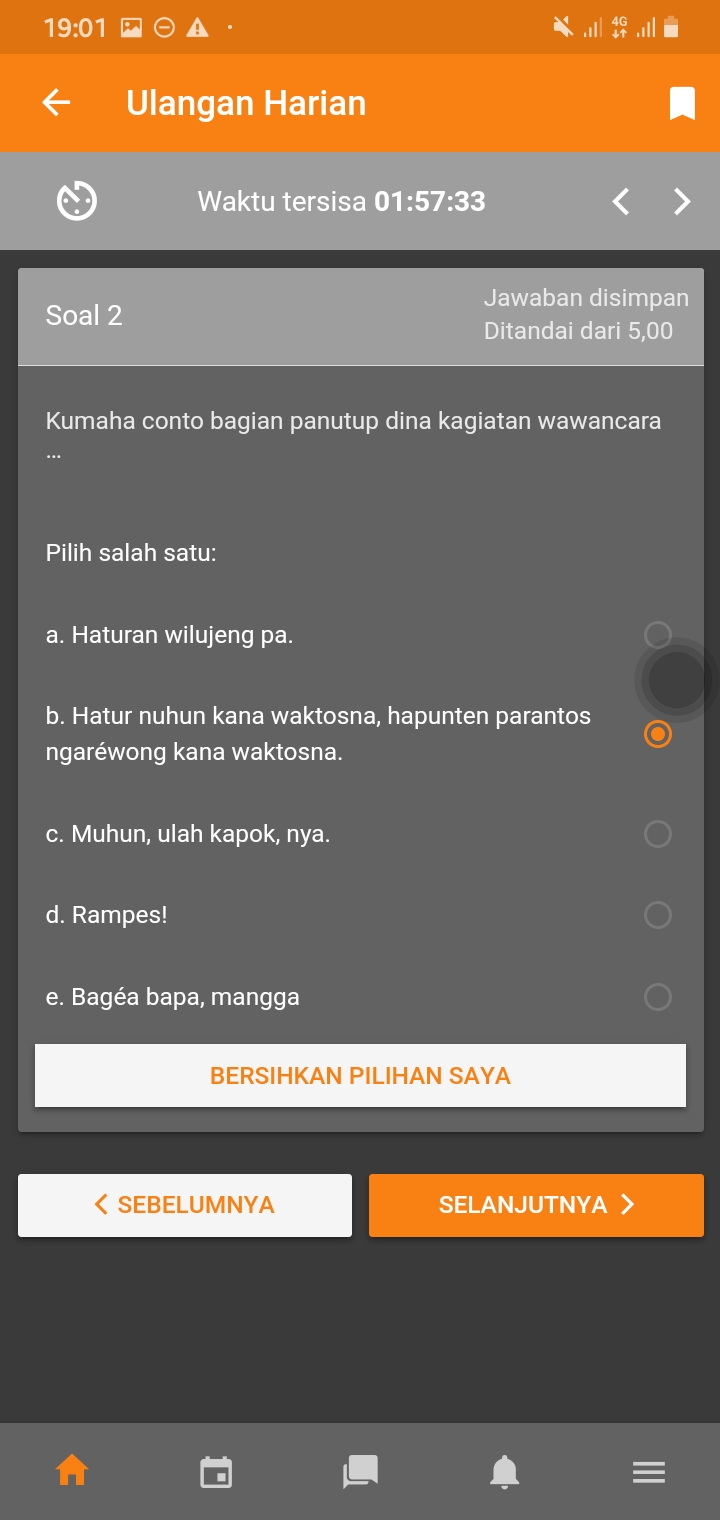 19:01
4G
Ulangan Harian
Waktu tersisa 01:57:33
Soal 2
Jawaban disimpan
Ditandai dari 5,00
Kumaha conto bagian panutup dina kagiatan wawancara
...
Pilih salah satu:
a. Haturan wilujeng pa.
b. Hatur nuhun kana waktosna, hapunten parantos
ngaréwong kana waktosna.
c. Muhun, ulah kapok, nya.
d. Rampes!
e. Bagéa bapa, mangga
BERSIHKAN PILIHAN SAYA
SEBELUMNYA
SELANJUTNYA